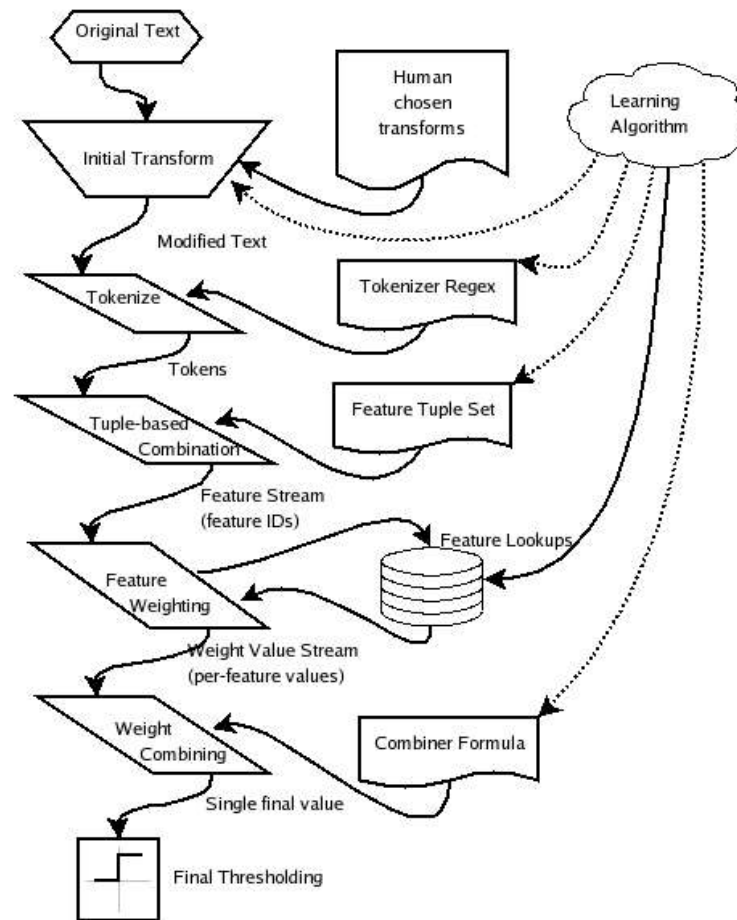 Original Text
Human
chosen
transforms
Learning
Algorithm
Initial Transform
Modified Text
Tokenize
Tokenizer Regex
Tokens
Tuple-based
Combination
Feature Tuple Set
Feature Stream
(feature IDs)
Feature Lookups
Feature
Weighting
Weight Value Stream
(per-feature values)
Weight
Combining
Combiner Formula
Single final value
Final Thresholding